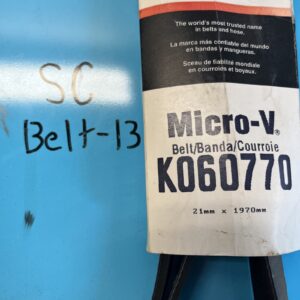 The world's most trusted name
in belts and hose.
La marca más confiable del mundo
en bandas y mangueras.
Sceau de fiabilité mondiale
en courroies et boyaux.
SC
Belt-13
Micro-V®
Belt/Banda/Courroie
K060770
21mm x 1970mm